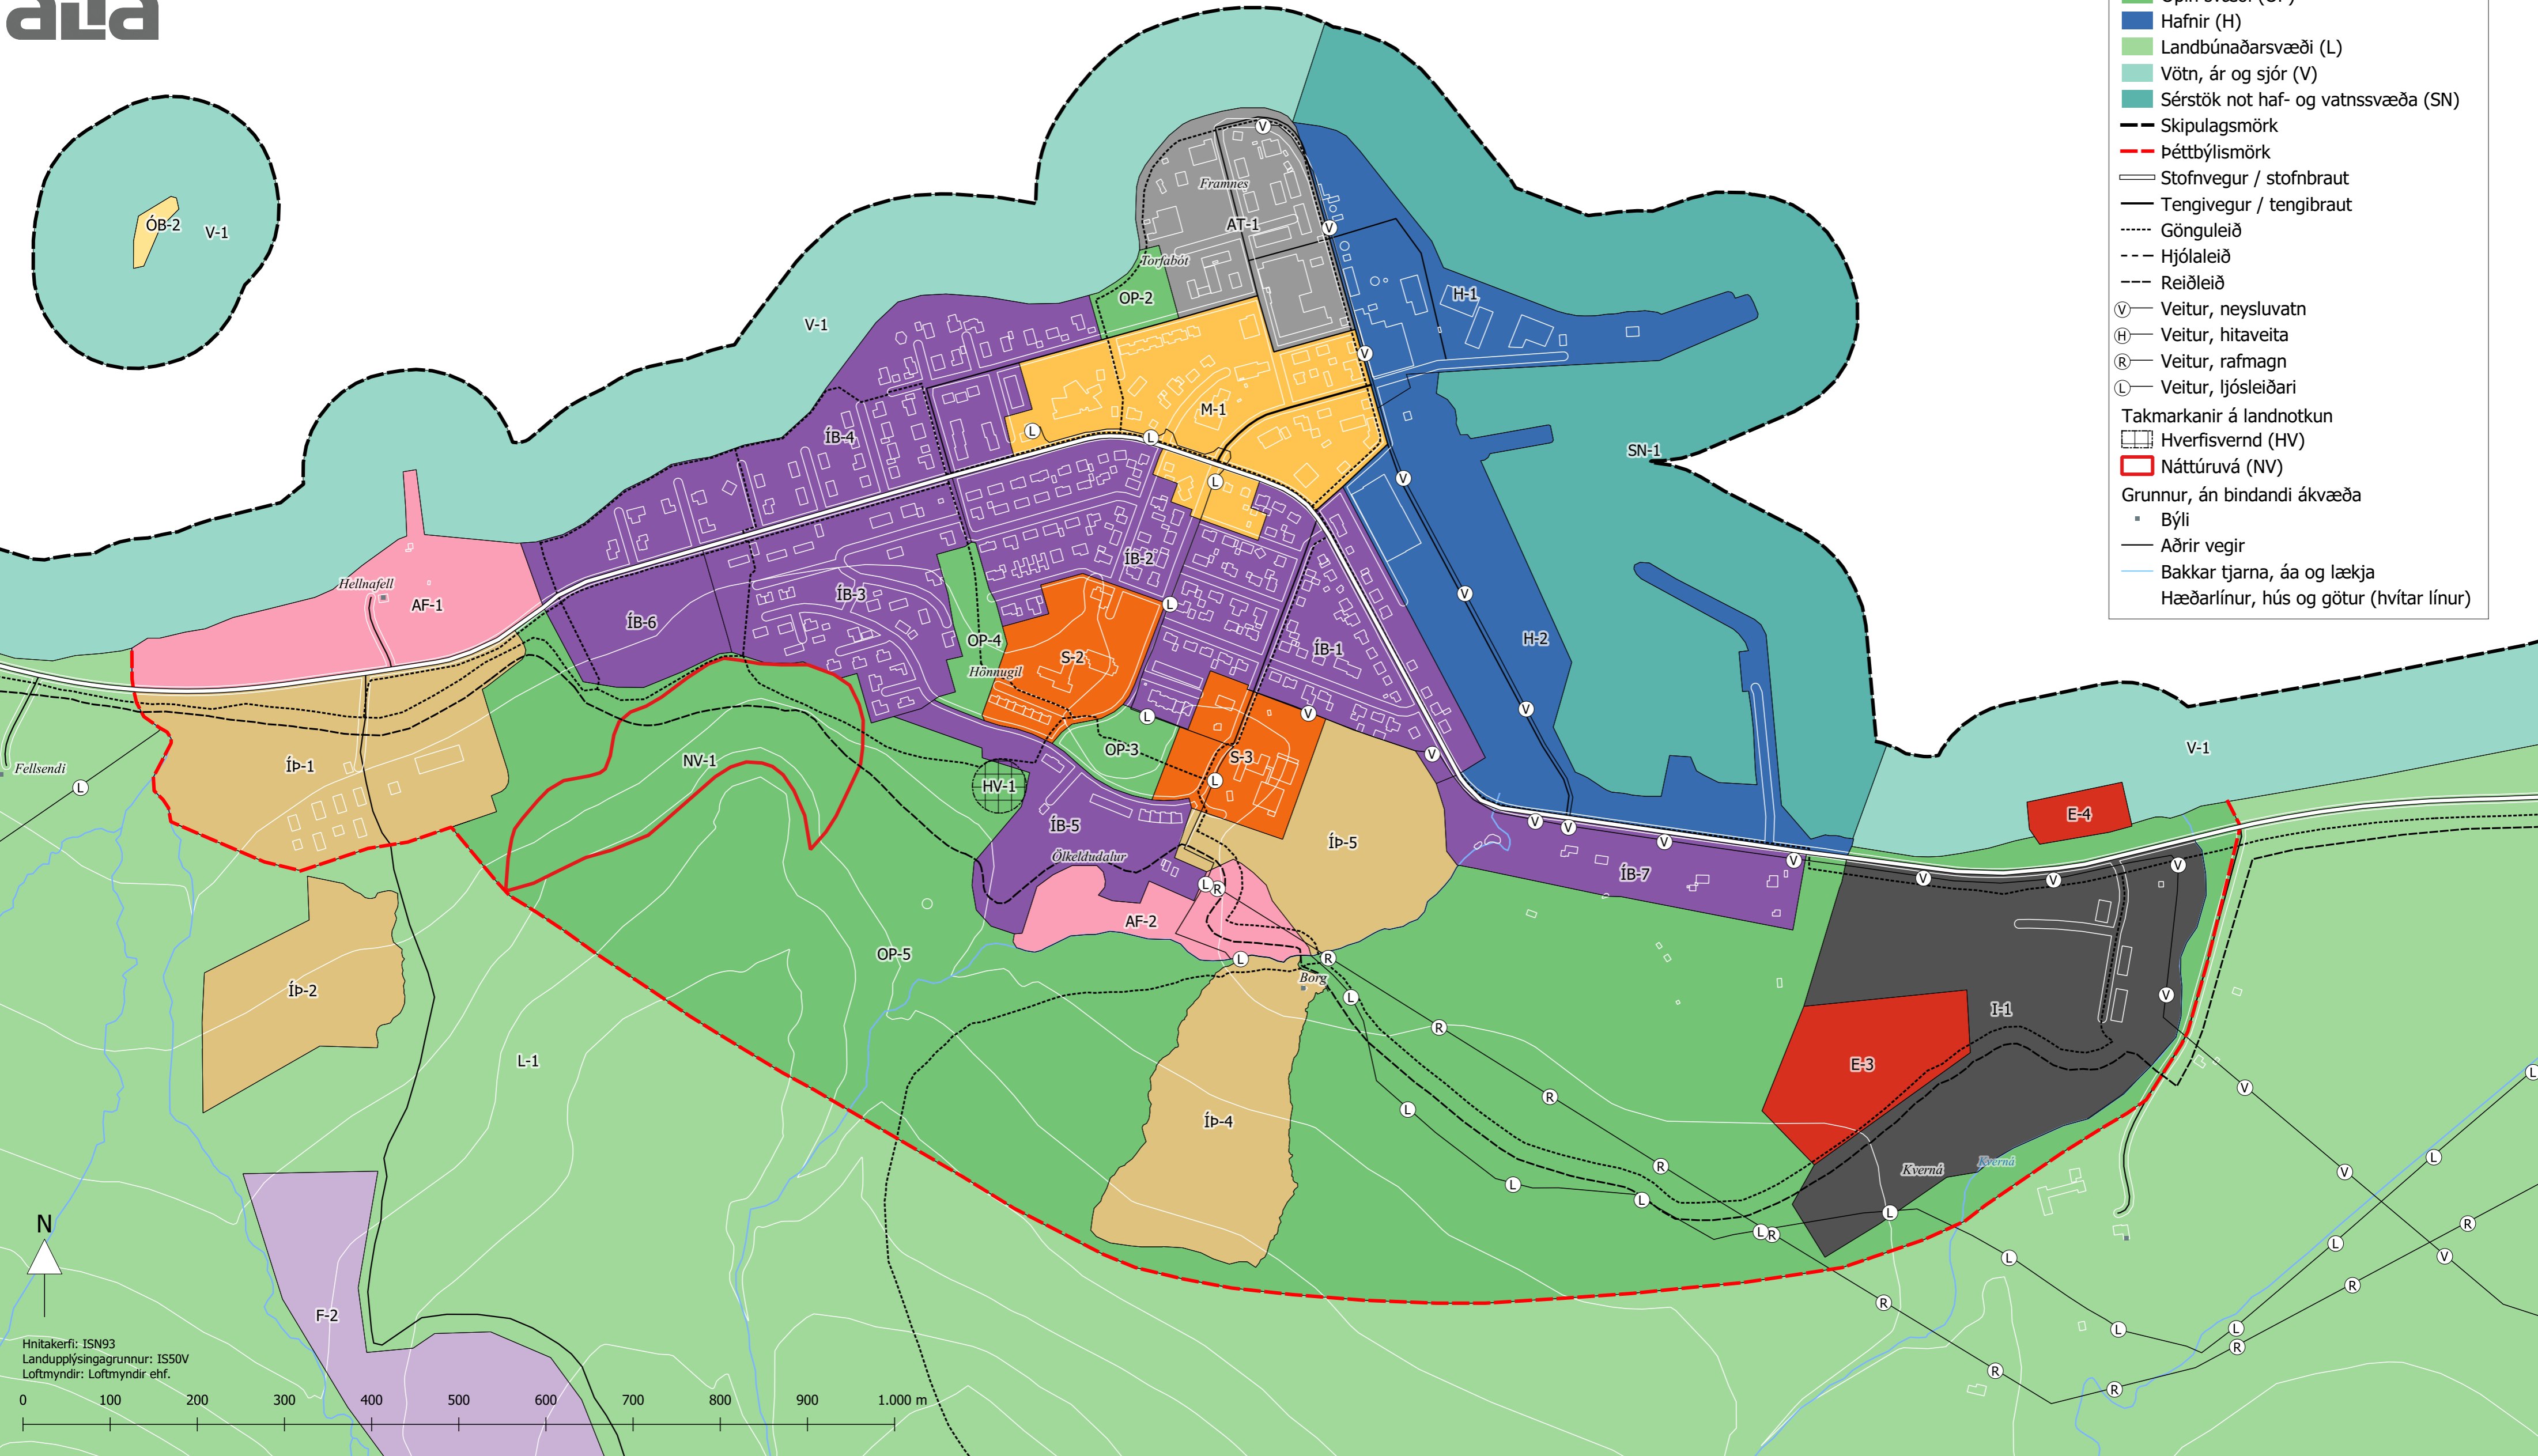 alta
Hafnir (H)
Landbúnaðarsvæði (L)
Vötn, ár og sjór (V)
Sérstök not haf- og vatnssvæða (SN)
Skipulagsmörk
Þéttbýlismörk
Stofnvegur / stofnbraut
Tengivegur / tengibraut
Gönguleið
Hjólaleið
Reiðleið
V Veitur, neysluvatn
H Veitur, hitaveita
R Veitur, rafmagn
L Veitur, ljósleiðari
Takmarkanir á landnotkun
Hverfisvernd (HV)
Náttúruvá (NV)
Grunnur, án bindandi ákvæða
Býli
Aðrir vegir
Bakkar tjarna, áa og lækja
Hæðarlínur, hús og götur (hvítar línur)
Framnes
AT-1
ÓB-2
V-1
Torfabót
OP-2
H-1
V-1
M-1
ÍB-4
SN-1
ÍB-2
Hellnafell
AF-1
ÍB-3
ÍB-6
OP-4
H-2
ÍB-1
S-2
Hönnugil
V-1
OP-3
S-3
NV-1
ÍÞ-1
Fellsendi
HV-1
E-4
ÍB-5
ÍÞ-5
Ölkeldudalur
ÍB-7
AF-2
OP-5
Borg
ÍÞ-2
I-1
L-1
E-3
ÍÞ-4
Kverná
Kverná
N
F-2
Hnitakerfi: ISN93
Landupplýsingagrunnur: IS50V
Loftmyndir: Loftmyndir ehf.
0 100 200 300 400 500 600 700 800 900 1.000 m